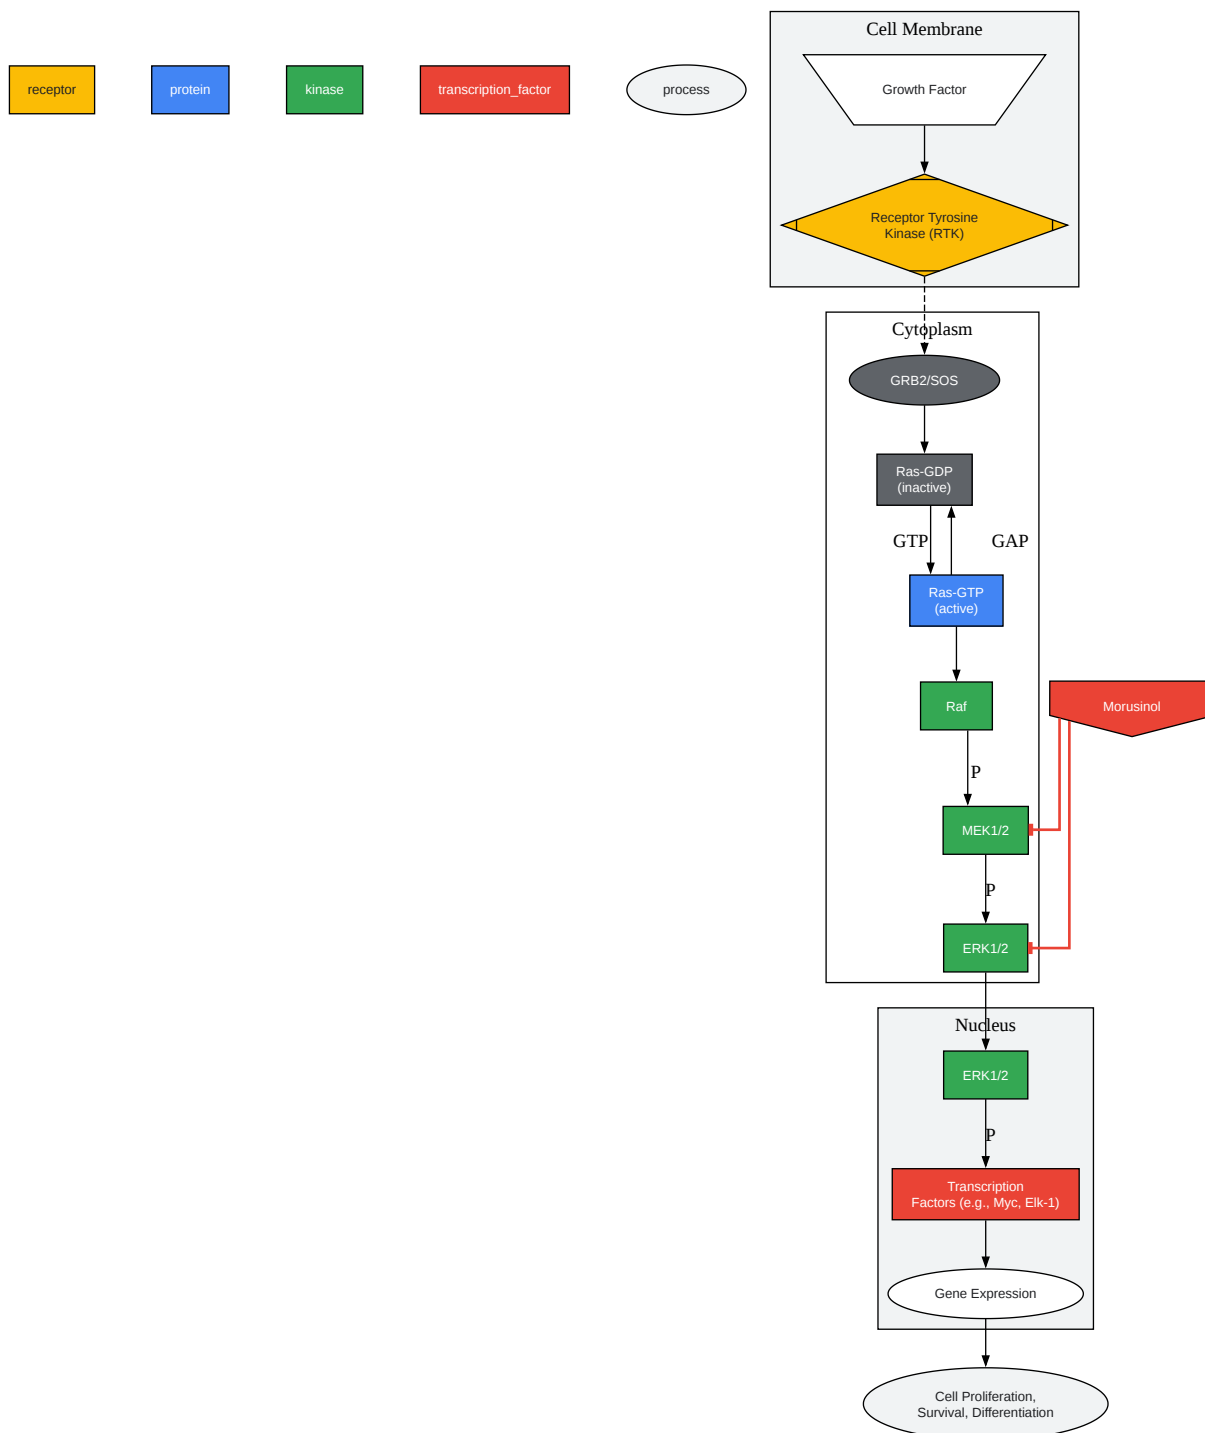 Cell Membrane
receptor
protein
kinase
transcription_factor
process
Growth Factor
Receptor Tyrosine
Kinase (RTK)
Cytoplasm
GRB2/SOS
Ras-GDP
(inactive)
GTP
GAP
Ras-GTP
(active)
Raf
Morusinol
P
MEK1/2
P
ERK1/2
Nucleus
ERK1/2
P
Transcription
Factors (e.g., Myc, Elk-1)
Gene Expression
Cell Proliferation,
Survival, Differentiation